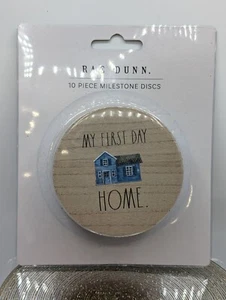 RAE DUNN.
10 PIECE MILESTONE DISCS
MY FIRST DAY
HOME.